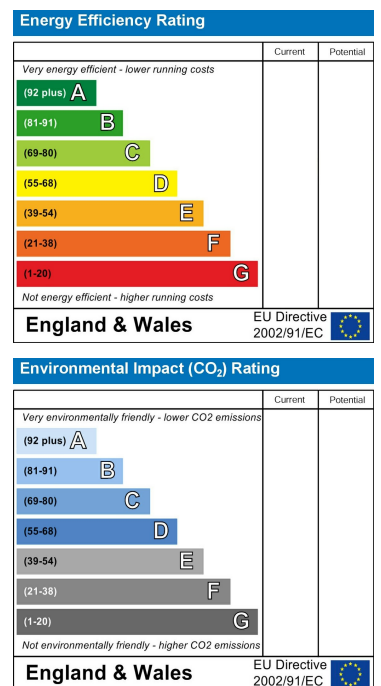 Energy Efficiency Rating
Current Potential
Very energy efficient - lower running costs
(92 plus) A
(81-91) B
(69-80) C
(55-68) D
(39-54) E
(21-38) F
(1-20) G
Not energy efficient - higher running costs
England & Wales
EU Directive
2002/91/EC
Environmental Impact (CO₂) Rating
Current Potential
Very environmentally friendly - lower CO2 emissions
(92 plus) A
(81-91) B
(69-80) C
(55-68) D
(39-54) E
(21-38) F
(1-20) G
Not environmentally friendly - higher CO2 emissions
England & Wales
EU Directive
2002/91/EC